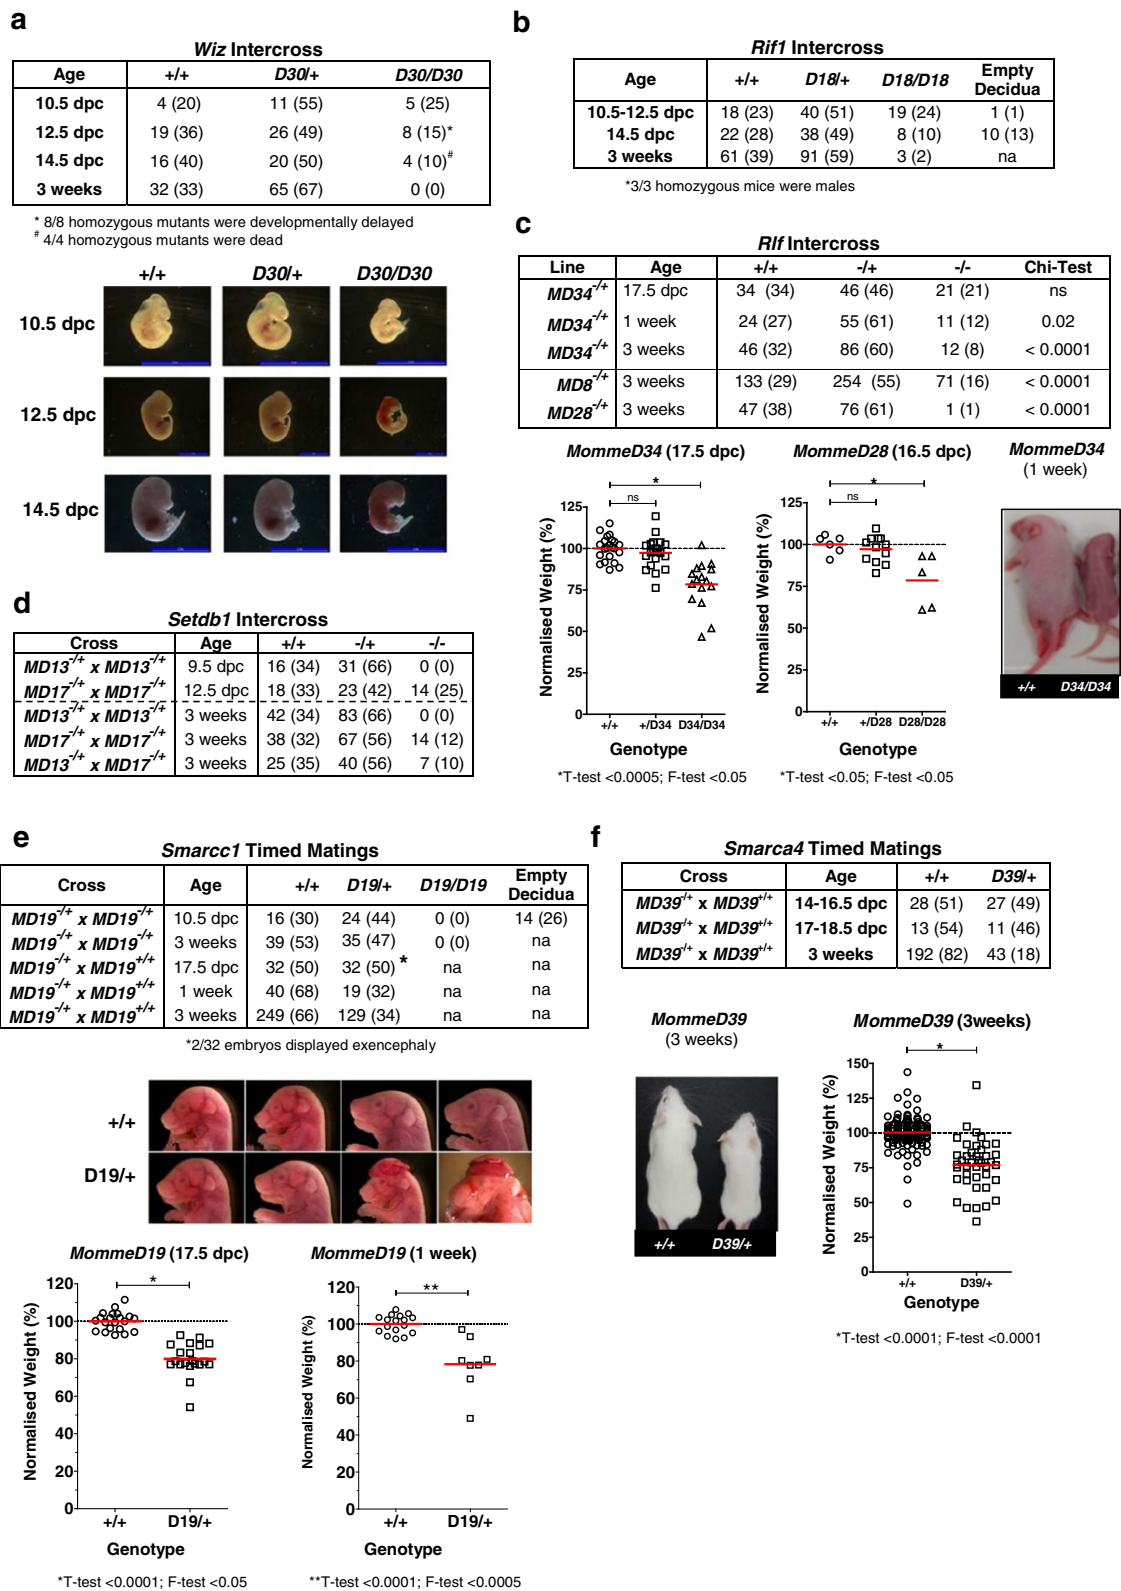 a
Wiz Intercross
Age +/+ D30/+ D30/D30
10.5 dpc 4 (20) 11 (55) 5 (25)
12.5 dpc 19 (36) 26 (49) 8 (15)*
14.5 dpc 16 (40) 20 (50) 4 (10)#
3 weeks 32 (33) 65 (67) 0 (0)
* 8/8 homozygous mutants were developmentally delayed
# 4/4 homozygous mutants were dead
+/+ D30/+ D30/D30
10.5 dpc
12.5 dpc
14.5 dpc
b
Rif1 Intercross
Age +/+ D18/+ D18/D18 Empty Decidua
10.5-12.5 dpc 18 (23) 40 (51) 19 (24) 1 (1)
14.5 dpc 22 (28) 38 (49) 8 (10) 10 (13)
3 weeks 61 (39) 91 (59) 3 (2) na
*3/3 homozygous mice were males
c
Rlf Intercross
Line Age +/+ -/+ -/- Chi-Test
MD34-/+ 17.5 dpc 34 (34) 46 (46) 21 (21) ns
MD34-/+ 1 week 24 (27) 55 (61) 11 (12) 0.02
MD34-/+ 3 weeks 46 (32) 86 (60) 12 (8) < 0.0001
MD8-/+ 3 weeks 133 (29) 254 (55) 71 (16) < 0.0001
MD28-/+ 3 weeks 47 (38) 76 (61) 1 (1) < 0.0001
MommeD34 (17.5 dpc)
*
ns
Normalised Weight (%)
125
100
75
50
25
0
+/+ +/D34 D34/D34
Genotype
*T-test <0.0005; F-test <0.05
MommeD28 (16.5 dpc)
*
ns
Normalised Weight (%)
125
100
75
50
25
0
+/+ +/D28 D28/D28
Genotype
*T-test <0.05; F-test <0.05
MommeD34
(1 week)
+/+ D34/D34
d
Setdb1 Intercross
Cross Age +/+ -/+ -/-
MD13-/+ x MD13-/+ 9.5 dpc 16 (34) 31 (66) 0 (0)
MD17-/+ x MD17-/+ 12.5 dpc 18 (33) 23 (42) 14 (25)
MD13-/+ x MD13-/+ 3 weeks 42 (34) 83 (66) 0 (0)
MD17-/+ x MD17-/+ 3 weeks 38 (32) 67 (56) 14 (12)
MD13-/+ x MD17-/+ 3 weeks 25 (35) 40 (56) 7 (10)
e
Smarcc1 Timed Matings
Cross Age +/+ D19/+ D19/D19 Empty Decidua
MD19-/+ x MD19-/+ 10.5 dpc 16 (30) 24 (44) 0 (0) 14 (26)
MD19-/+ x MD19-/+ 3 weeks 39 (53) 35 (47) 0 (0) na
MD19-/+ x MD19+/+ 17.5 dpc 32 (50) 32 (50) * na na
MD19-/+ x MD19+/+ 1 week 40 (68) 19 (32) na na
MD19-/+ x MD19+/+ 3 weeks 249 (66) 129 (34) na na
*2/32 embryos displayed exencephaly
+/+
D19/+
MommeD19 (17.5 dpc)
*
Normalised Weight (%)
120
100
80
60
40
20
0
+/+ D19/+
Genotype
*T-test <0.0001; F-test <0.05
MommeD19 (1 week)
**
Normalised Weight (%)
120
100
80
60
40
20
0
+/+ D19/+
Genotype
**T-test <0.0001; F-test <0.0005
f
Smarca4 Timed Matings
Cross Age +/+ D39/+
MD39-/+ x MD39+/+ 14-16.5 dpc 28 (51) 27 (49)
MD39-/+ x MD39+/+ 17-18.5 dpc 13 (54) 11 (46)
MD39-/+ x MD39+/+ 3 weeks 192 (82) 43 (18)
MommeD39
(3 weeks)
+/+ D39/+
MommeD39 (3weeks)
*
Normalised Weight (%)
150
125
100
75
50
25
0
+/+ D39/+
Genotype
*T-test <0.0001; F-test <0.0001